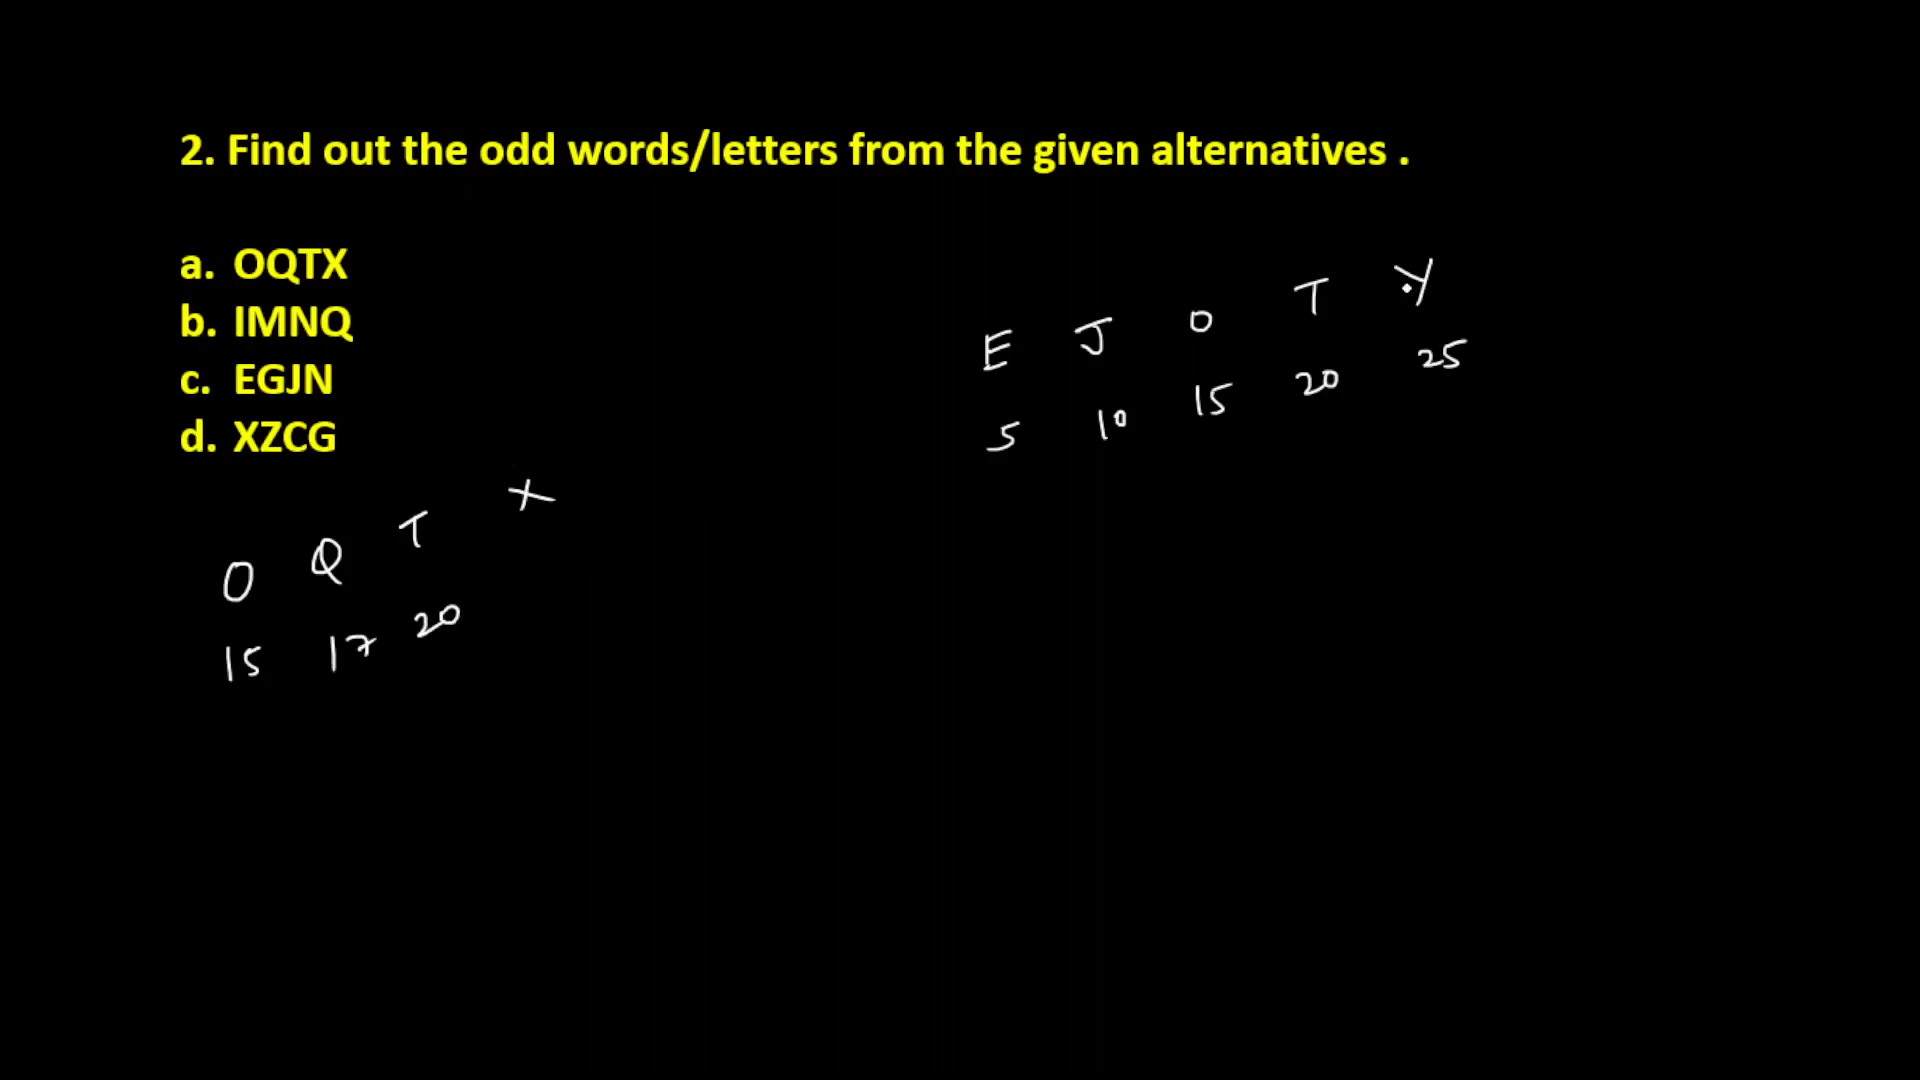 2. Find out the odd words/letters from the given alternatives .
a. OQTX
b. IMNQ
c. EGJN
d. XZCG
E J O T Y
5 10 15 20 25
O Q T X
15 17 20